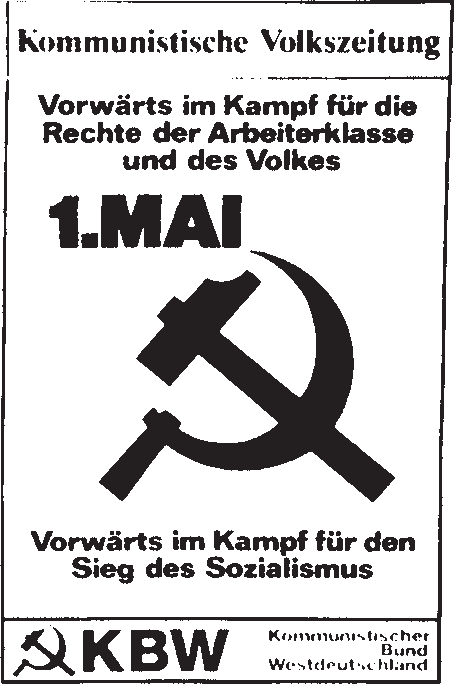 Kommunistische Volkszeitung
Vorwärts im Kampf für die
Rechte der Arbeiterklasse
und des Volkes
1.MAI
Vorwärts im Kampf für den
Sieg des Sozialismus
KBW
Kommunistischer
Bund
Westdeutschland